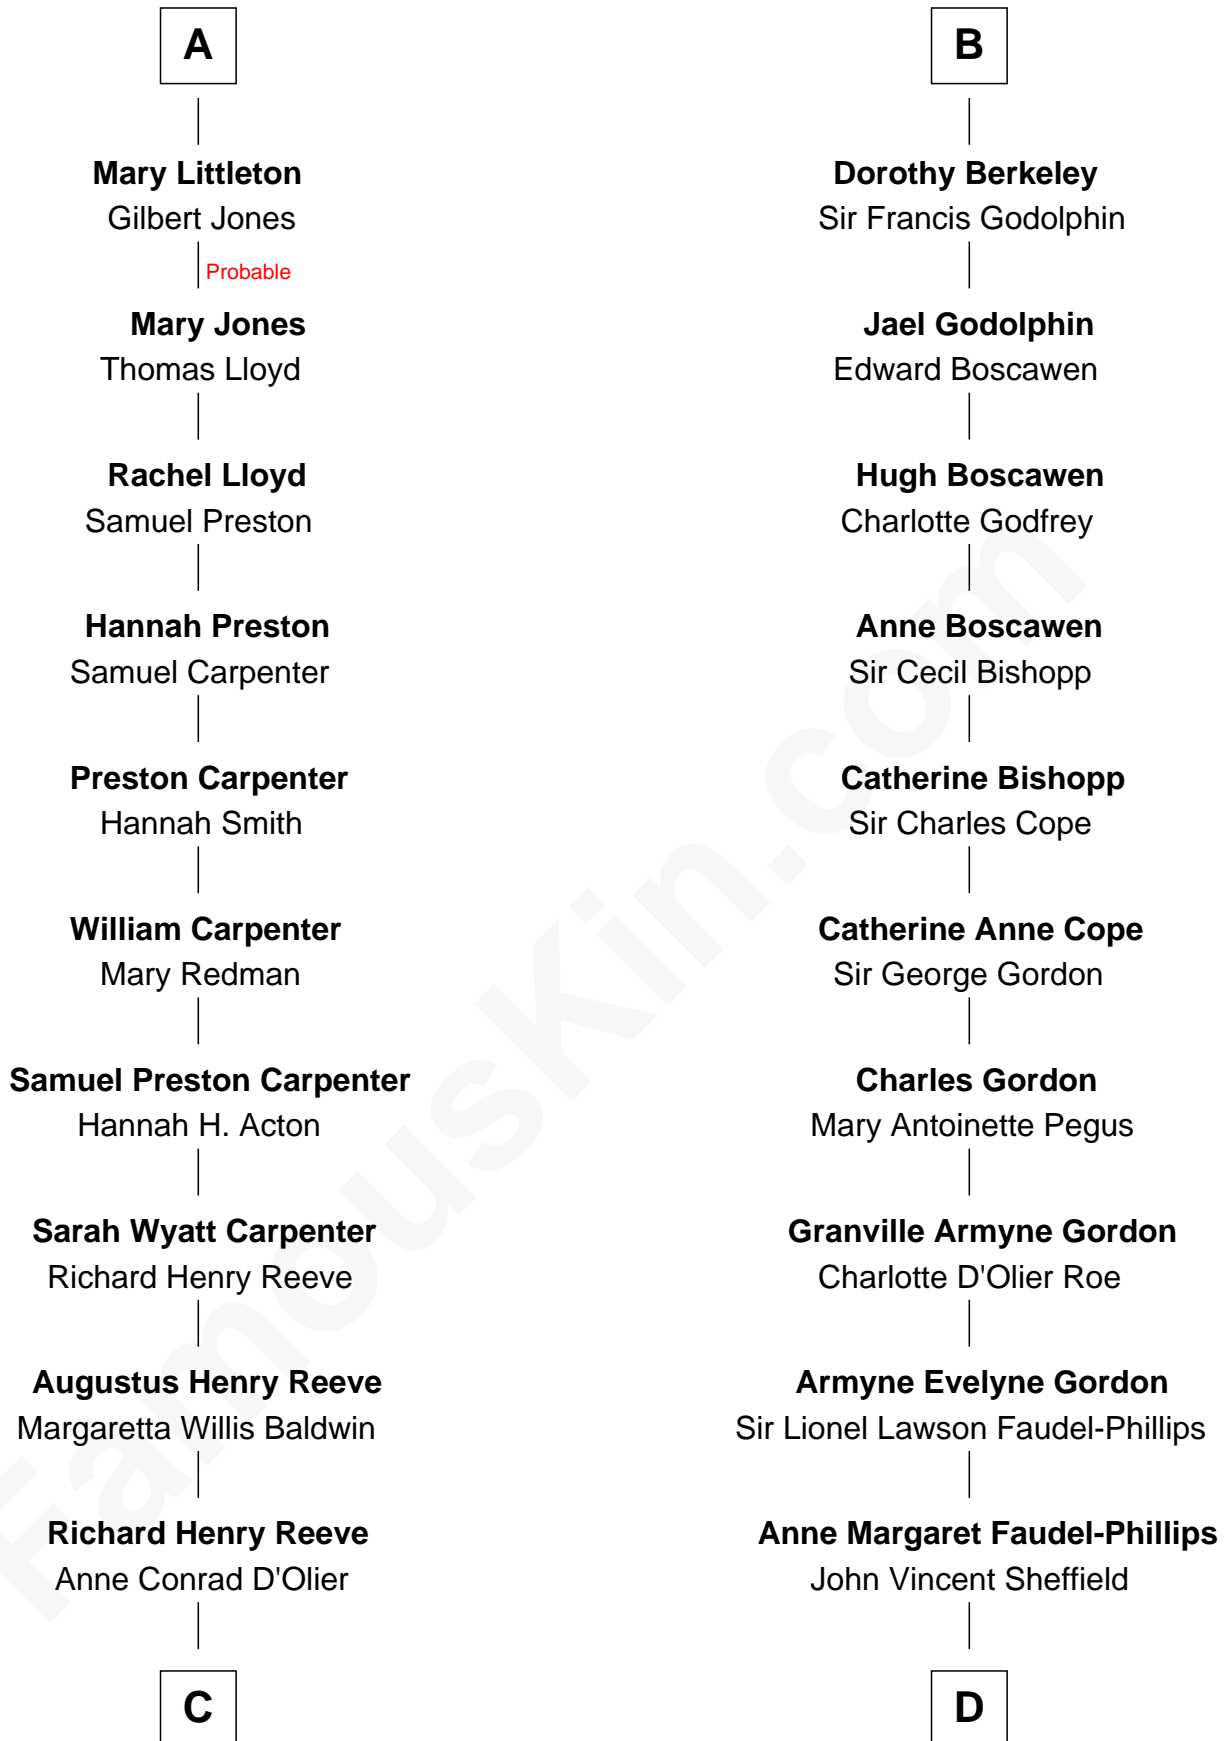 A
Mary Littleton
Gilbert Jones
Probable
Mary Jones
Thomas Lloyd
Rachel Lloyd
Samuel Preston
Hannah Preston
Samuel Carpenter
Preston Carpenter
Hannah Smith
William Carpenter
Mary Redman
Samuel Preston Carpenter
Hannah H. Acton
Sarah Wyatt Carpenter
Richard Henry Reeve
Augustus Henry Reeve
Margaretta Willis Baldwin
Richard Henry Reeve
Anne Conrad D'Olier
C
B
Dorothy Berkeley
Sir Francis Godolphin
Jael Godolphin
Edward Boscawen
Hugh Boscawen
Charlotte Godfrey
Anne Boscawen
Sir Cecil Bishopp
Catherine Bishopp
Sir Charles Cope
Catherine Anne Cope
Sir George Gordon
Charles Gordon
Mary Antoinette Pegus
Granville Armyne Gordon
Charlotte D'Olier Roe
Armyne Evelyne Gordon
Sir Lionel Lawson Faudel-Phillips
Anne Margaret Faudel-Phillips
John Vincent Sheffield
D
FamousKin.com